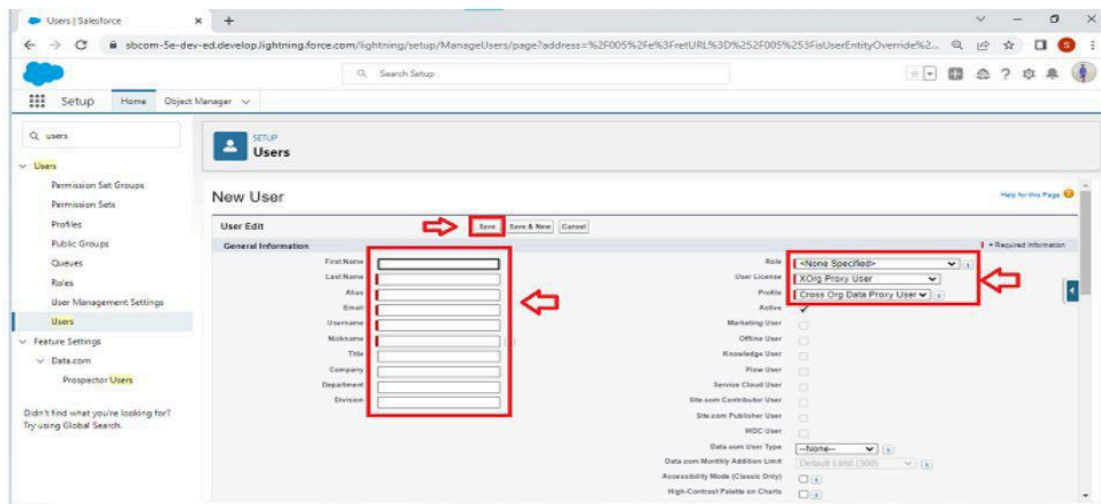 Users | Salesforce
sbcom-5e-dev-ed.develop.lightning.force.com/lightning/setup/ManageUsers/page?address=%2F005%2Fe%3FretURL%3D%252F005%253FisUserEntityOverride%2...
S
Search Setup
Setup
Home
Object Manager
users
Users
Permission Set Groups
Permission Sets
Profiles
Public Groups
Queues
Roles
User Management Settings
Users
Feature Settings
Data.com
Prospector Users
Didn't find what you're looking for?
Try using Global Search.
SETUP
Users
New User
Help for this Page
User Edit
Save
Save & New
Cancel
General Information
= Required Information
First Name
Last Name
Alias
Email
Username
Nickname
Title
Company
Department
Division
Role <None Specified>
User License XOrg Proxy User
Profile Cross Org Data Proxy User
Active
Marketing User
Offline User
Knowledge User
Flow User
Service Cloud User
Site.com Contributor User
Site.com Publisher User
WDC User
Data.com User Type --None--
Data.com Monthly Addition Limit Default Limit (300)
Accessibility Mode (Classic Only)
High-Contrast Palette on Charts